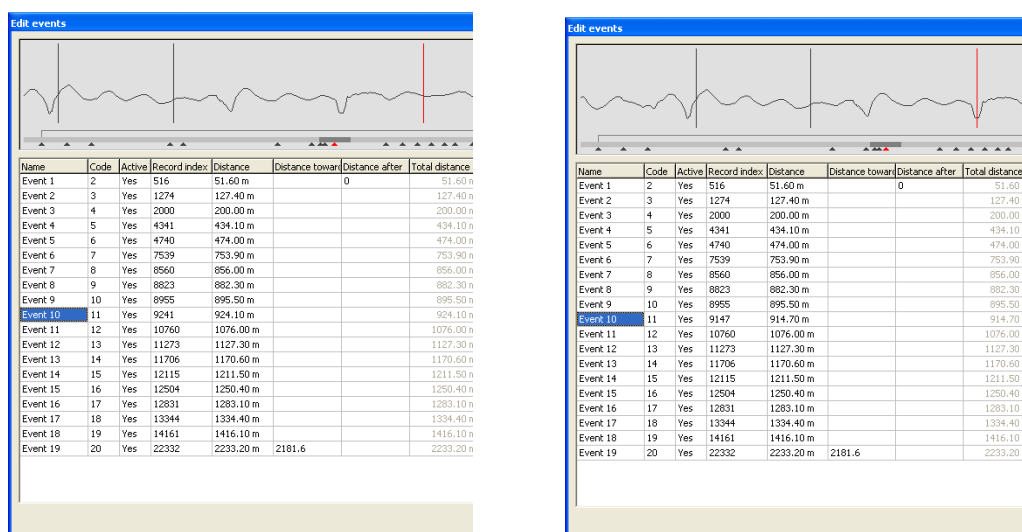 Edit events
Name Code Active Record index Distance Distance toward Distance after Total distance
Event 1 2 Yes 516 51.60 m 0 51.60 m
Event 2 3 Yes 1274 127.40 m 127.40 m
Event 3 4 Yes 2000 200.00 m 200.00 m
Event 4 5 Yes 4341 434.10 m 434.10 m
Event 5 6 Yes 4740 474.00 m 474.00 m
Event 6 7 Yes 7539 753.90 m 753.90 m
Event 7 8 Yes 8560 856.00 m 856.00 m
Event 8 9 Yes 8823 882.30 m 882.30 m
Event 9 10 Yes 8955 895.50 m 895.50 m
Event 10 11 Yes 9241 924.10 m 924.10 m
Event 11 12 Yes 10760 1076.00 m 1076.00 m
Event 12 13 Yes 11273 1127.30 m 1127.30 m
Event 13 14 Yes 11706 1170.60 m 1170.60 m
Event 14 15 Yes 12115 1211.50 m 1211.50 m
Event 15 16 Yes 12504 1250.40 m 1250.40 m
Event 16 17 Yes 12831 1283.10 m 1283.10 m
Event 17 18 Yes 13344 1334.40 m 1334.40 m
Event 18 19 Yes 14161 1416.10 m 1416.10 m
Event 19 20 Yes 22332 2233.20 m 2181.6 2233.20 m
Edit events
Name Code Active Record index Distance Distance toward Distance after Total distance
Event 1 2 Yes 516 51.60 m 0 51.60
Event 2 3 Yes 1274 127.40 m 127.40
Event 3 4 Yes 2000 200.00 m 200.00
Event 4 5 Yes 4341 434.10 m 434.10
Event 5 6 Yes 4740 474.00 m 474.00
Event 6 7 Yes 7539 753.90 m 753.90
Event 7 8 Yes 8560 856.00 m 856.00
Event 8 9 Yes 8823 882.30 m 882.30
Event 9 10 Yes 8955 895.50 m 895.50
Event 10 11 Yes 9147 914.70 m 914.70
Event 11 12 Yes 10760 1076.00 m 1076.00
Event 12 13 Yes 11273 1127.30 m 1127.30
Event 13 14 Yes 11706 1170.60 m 1170.60
Event 14 15 Yes 12115 1211.50 m 1211.50
Event 15 16 Yes 12504 1250.40 m 1250.40
Event 16 17 Yes 12831 1283.10 m 1283.10
Event 17 18 Yes 13344 1334.40 m 1334.40
Event 18 19 Yes 14161 1416.10 m 1416.10
Event 19 20 Yes 22332 2233.20 m 2181.6 2233.20